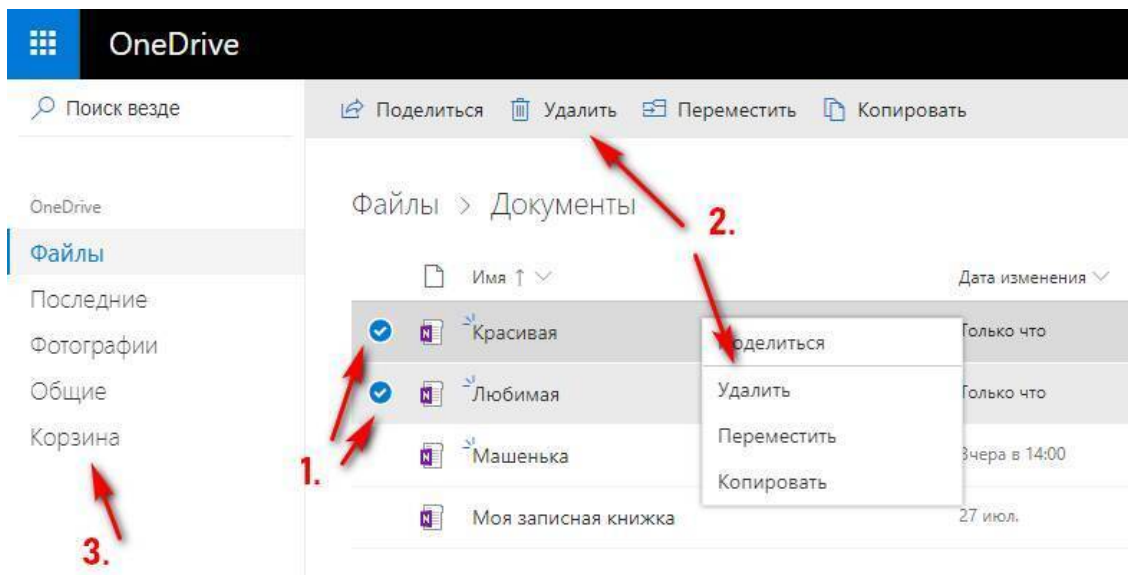 OneDrive
Поиск везде
Поделиться Удалить Переместить Копировать
OneDrive
Файлы
Последние
Фотографии
Общие
Корзина
3.
Файлы > Документы
2.
Имя ↑ Дата изменения
Красивая Только что
Любимая Только что
Машенька Вчера в 14:00
Моя записная книжка 27 июл.
1.
Поделиться
Удалить
Переместить
Копировать